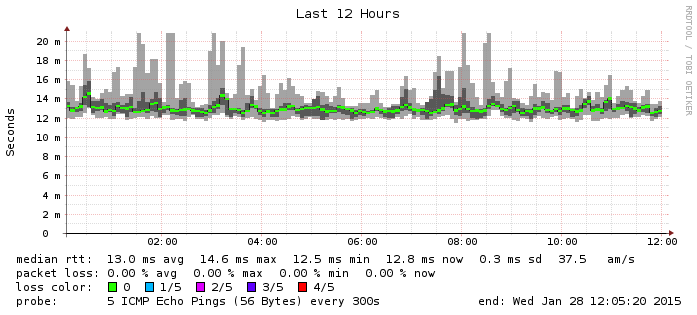 Last 12 Hours
RRDTOOL / TOBI OETIKER
Seconds
20 m
18 m
16 m
14 m
12 m
10 m
8 m
6 m
4 m
2 m
0
02:00 04:00 06:00 08:00 10:00 12:00
median rtt: 13.0 ms avg 14.6 ms max 12.5 ms min 12.8 ms now 0.3 ms sd 37.5 am/s
packet loss: 0.00 % avg 0.00 % max 0.00 % min 0.00 % now
loss color: 0 1/5 2/5 3/5 4/5
probe: 5 ICMP Echo Pings (56 Bytes) every 300s end: Wed Jan 28 12:05:20 2015